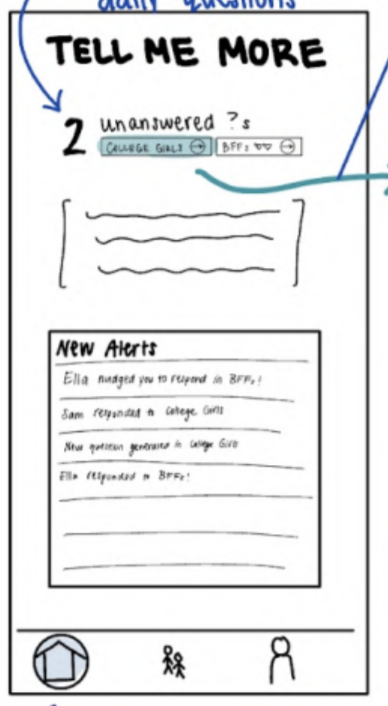 daily questions
TELL ME MORE
2 unanswered ?s
COLLEGE GIRLS BFFs
New Alerts
Ella nudged you to respond in BFFs!
Sam responded to College Girls
New question generated in College Girls
Ella responded to BFFs!